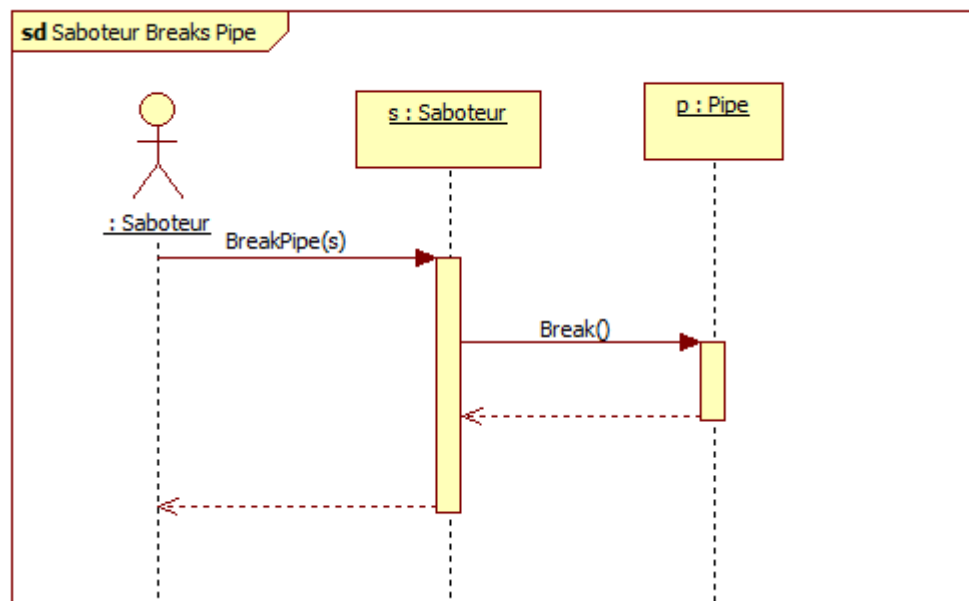 sd Saboteur Breaks Pipe
s : Saboteur
p : Pipe
: Saboteur
BreakPipe(s)
Break()